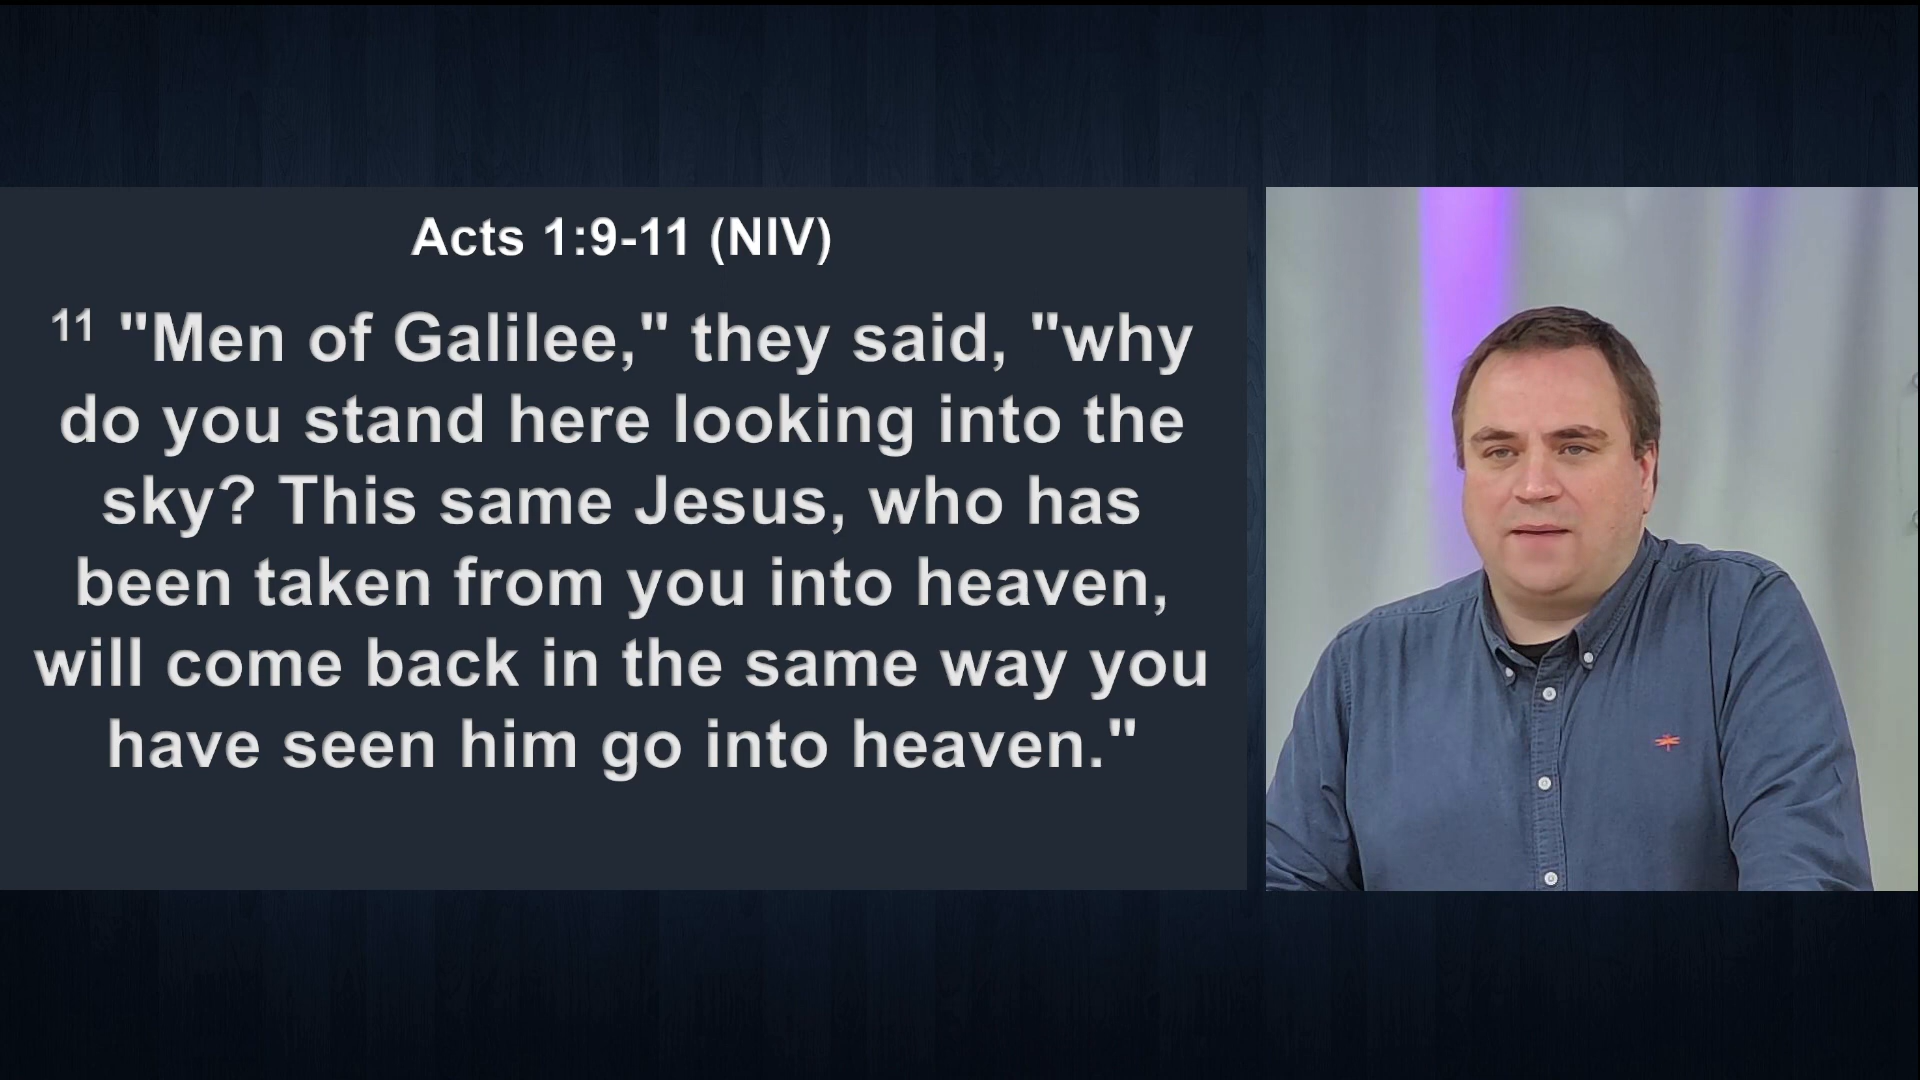 Acts 1:9-11 (NIV)
11 "Men of Galilee," they said, "why
do you stand here looking into the
sky? This same Jesus, who has
been taken from you into heaven,
will come back in the same way you
have seen him go into heaven."